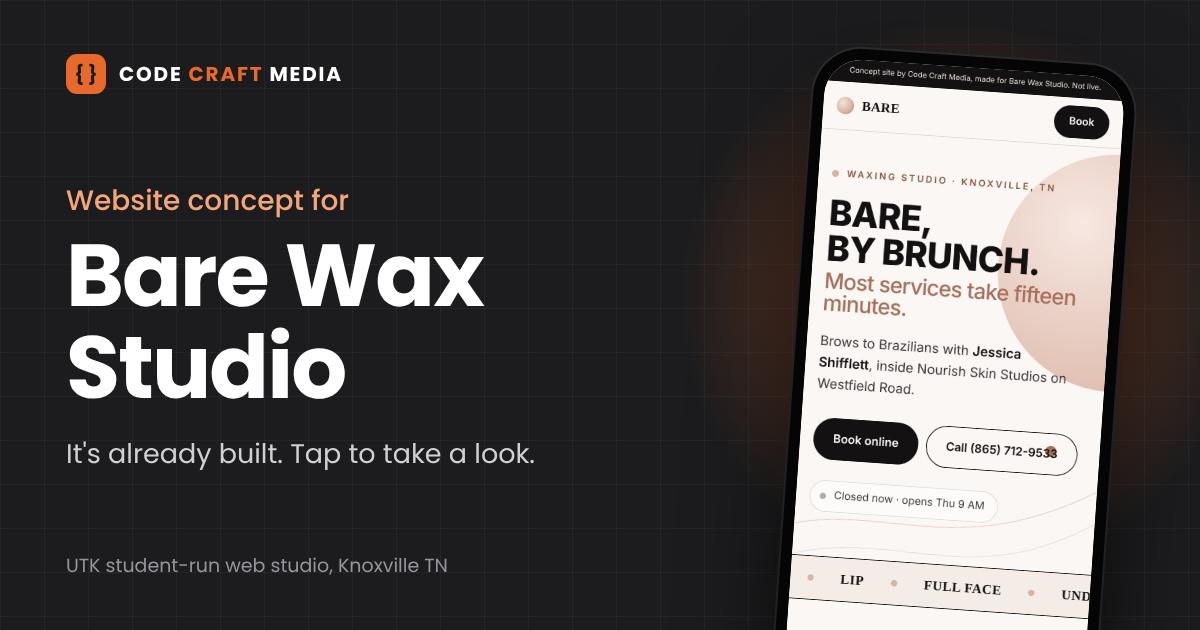 { } CODE CRAFT MEDIA
Website concept for
Bare Wax
Studio
It's already built. Tap to take a look.
UTK student-run web studio, Knoxville TN
Concept site by Code Craft Media, made for Bare Wax Studio. Not live.
BARE
Book
WAXING STUDIO · KNOXVILLE, TN
BARE,
BY BRUNCH.
Most services take fifteen
minutes.
Brows to Brazilians with Jessica
Shifflett, inside Nourish Skin Studios on
Westfield Road.
Book online
Call (865) 712-9533
Closed now · opens Thu 9 AM
LIP FULL FACE UND